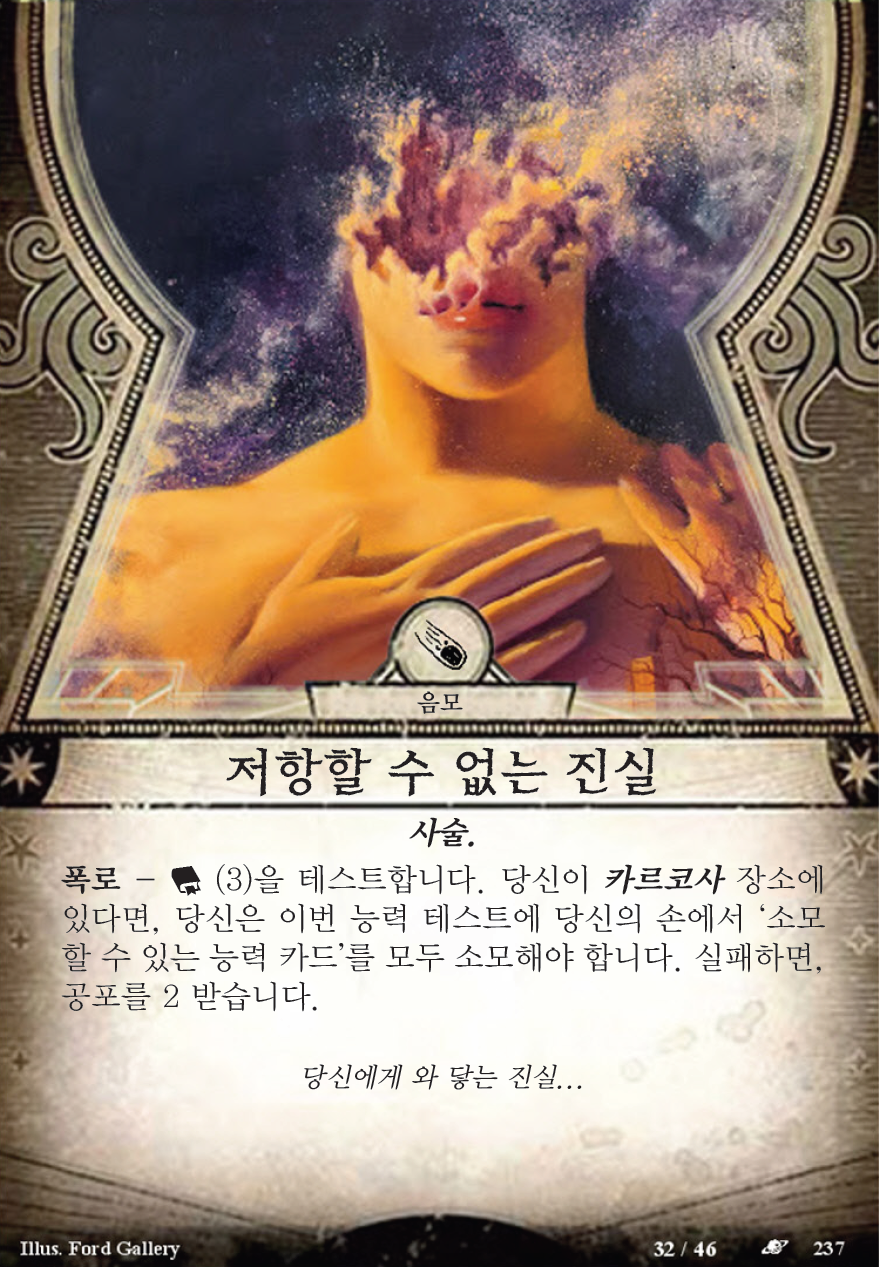 음모
저항할 수 없는 진실
사술.
폭로 – (3)을 테스트합니다. 당신이 카르코사 장소에
있다면, 당신은 이번 능력 테스트에 당신의 손에서 ‘소모
할 수 있는 능력 카드’를 모두 소모해야 합니다. 실패하면,
공포를 2 받습니다.
당신에게 와 닿는 진실…
Illus. Ford Gallery
32 / 46
237